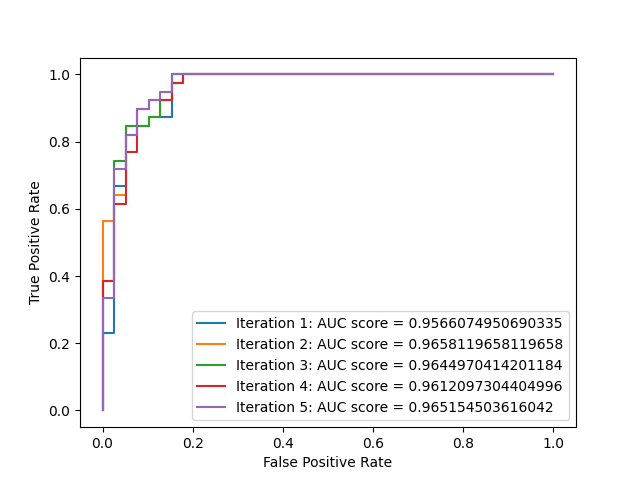 1.0
0.8
0.6
0.4
0.2
0.0
True Positive Rate
Iteration 1: AUC score = 0.9566074950690335
Iteration 2: AUC score = 0.9658119658119658
Iteration 3: AUC score = 0.9644970414201184
Iteration 4: AUC score = 0.9612097304404996
Iteration 5: AUC score = 0.965154503616042
0.0 0.2 0.4 0.6 0.8 1.0
False Positive Rate